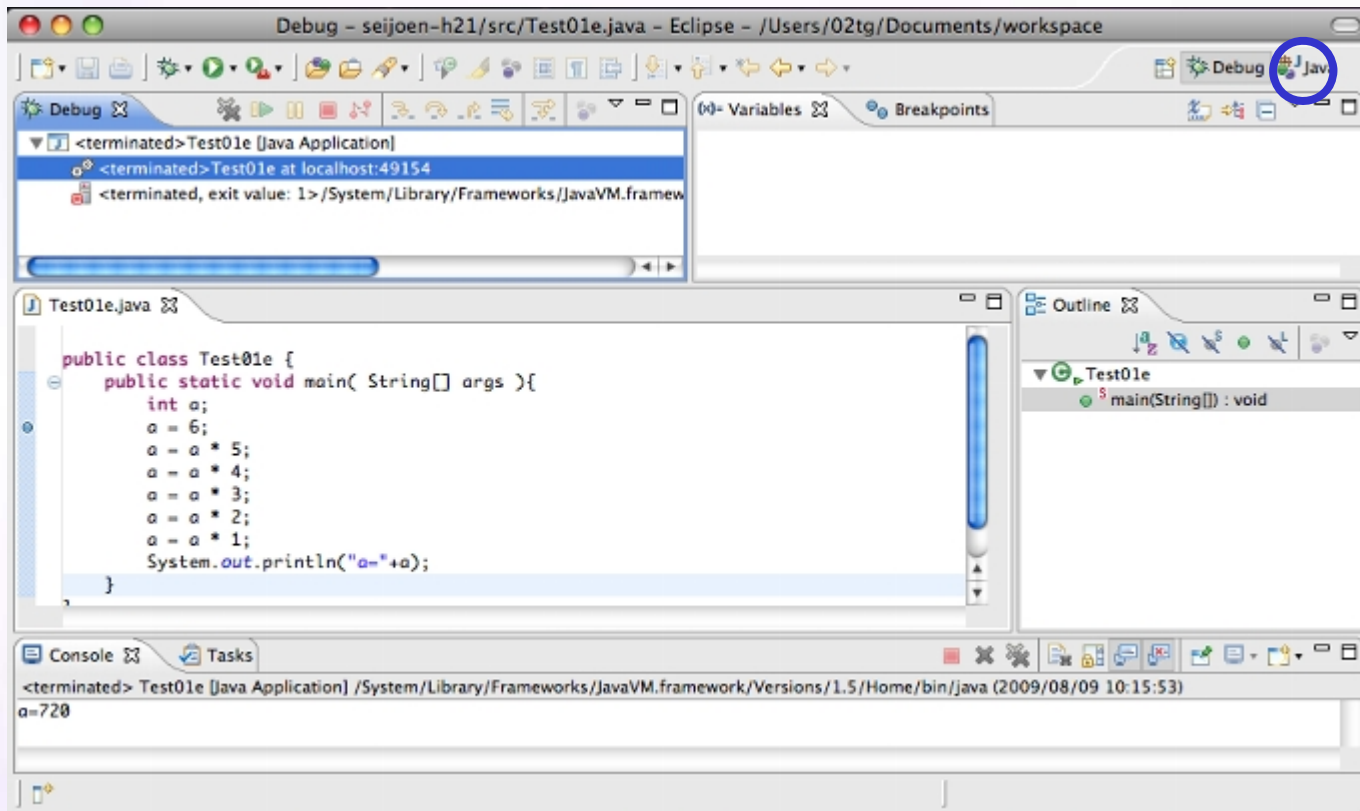 Debug – seijoen-h21/src/Test01e.java – Eclipse – /Users/02tg/Documents/workspace
Debug Java
Debug
(x)= Variables Breakpoints
<terminated>Test01e [Java Application]
<terminated>Test01e at localhost:49154
<terminated, exit value: 1>/System/Library/Frameworks/JavaVM.framew
Test01e.java
Outline
public class Test01e {
public static void main( String[] args ){
int a;
a = 6;
a = a * 5;
a = a * 4;
a = a * 3;
a = a * 2;
a = a * 1;
System.out.println("a="+a);
}
Test01e
main(String[]) : void
Console Tasks
<terminated> Test01e [Java Application] /System/Library/Frameworks/JavaVM.framework/Versions/1.5/Home/bin/java (2009/08/09 10:15:53)
a=720